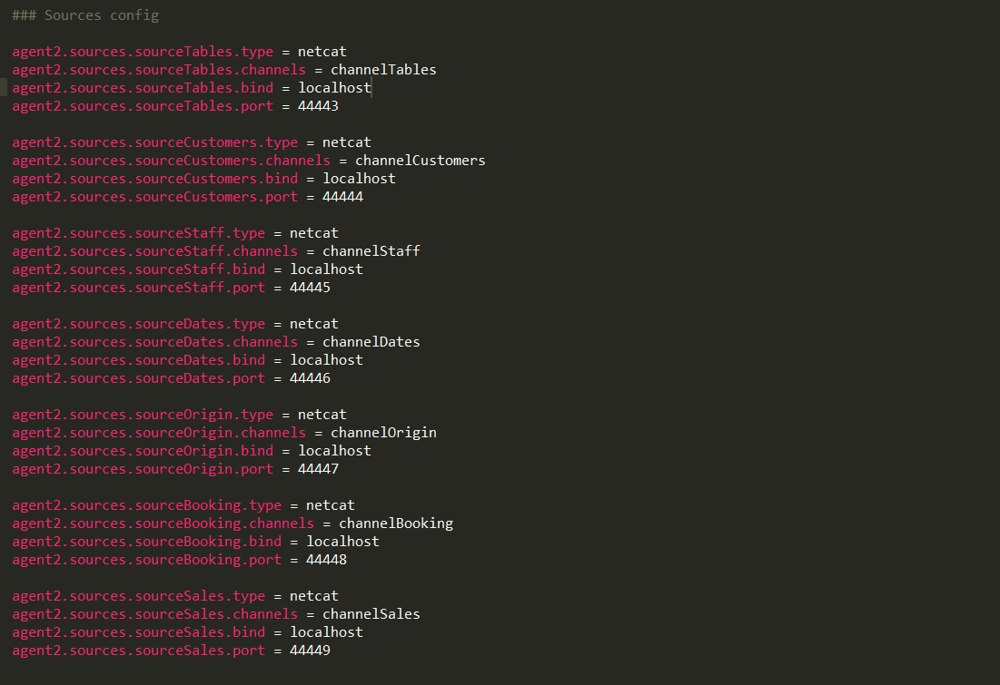 ### Sources config
agent2.sources.sourceTables.type = netcat
agent2.sources.sourceTables.channels = channelTables
agent2.sources.sourceTables.bind = localhost
agent2.sources.sourceTables.port = 44443
agent2.sources.sourceCustomers.type = netcat
agent2.sources.sourceCustomers.channels = channelCustomers
agent2.sources.sourceCustomers.bind = localhost
agent2.sources.sourceCustomers.port = 44444
agent2.sources.sourceStaff.type = netcat
agent2.sources.sourceStaff.channels = channelStaff
agent2.sources.sourceStaff.bind = localhost
agent2.sources.sourceStaff.port = 44445
agent2.sources.sourceDates.type = netcat
agent2.sources.sourceDates.channels = channelDates
agent2.sources.sourceDates.bind = localhost
agent2.sources.sourceDates.port = 44446
agent2.sources.sourceOrigin.type = netcat
agent2.sources.sourceOrigin.channels = channelOrigin
agent2.sources.sourceOrigin.bind = localhost
agent2.sources.sourceOrigin.port = 44447
agent2.sources.sourceBooking.type = netcat
agent2.sources.sourceBooking.channels = channelBooking
agent2.sources.sourceBooking.bind = localhost
agent2.sources.sourceBooking.port = 44448
agent2.sources.sourceSales.type = netcat
agent2.sources.sourceSales.channels = channelSales
agent2.sources.sourceSales.bind = localhost
agent2.sources.sourceSales.port = 44449